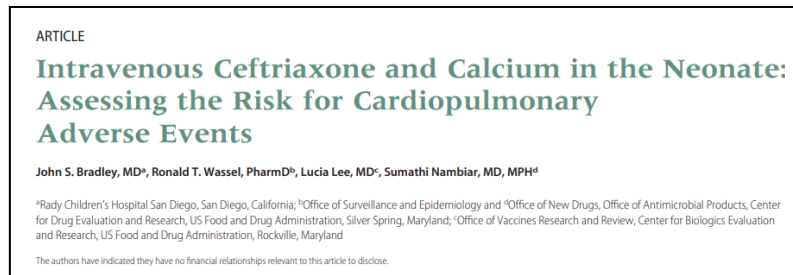 ARTICLE
Intravenous Ceftriaxone and Calcium in the Neonate:
Assessing the Risk for Cardiopulmonary
Adverse Events
John S. Bradley, MDa, Ronald T. Wassel, PharmDb, Lucia Lee, MDc, Sumathi Nambiar, MD, MPHd
aRady Children's Hospital San Diego, San Diego, California; bOffice of Surveillance and Epidemiology and dOffice of New Drugs, Office of Antimicrobial Products, Center
for Drug Evaluation and Research, US Food and Drug Administration, Silver Spring, Maryland; cOffice of Vaccines Research and Review, Center for Biologics Evaluation
and Research, US Food and Drug Administration, Rockville, Maryland
The authors have indicated they have no financial relationships relevant to this article to disclose.